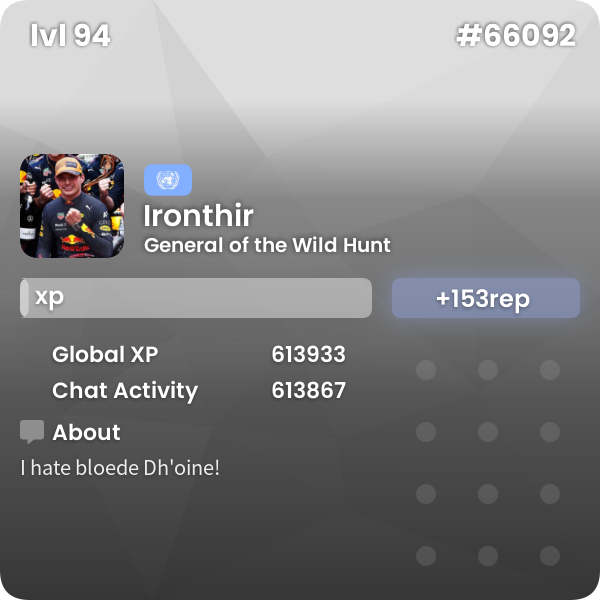 lvl 94
#66092
Ironthir
General of the Wild Hunt
xp
+153rep
Global XP 613933
Chat Activity 613867
About
I hate bloede Dh'oine!